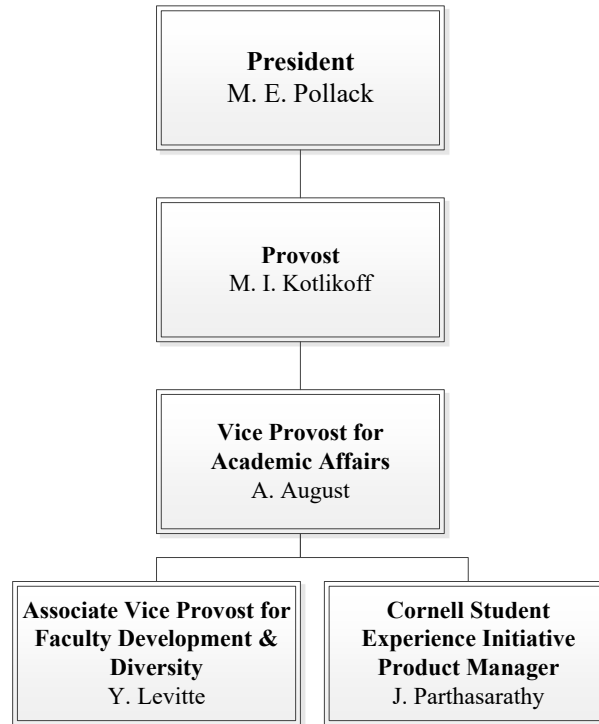 President
M. E. Pollack
Provost
M. I. Kotlikoff
Vice Provost for
Academic Affairs
A. August
Associate Vice Provost for
Faculty Development &
Diversity
Y. Levitte
Cornell Student
Experience Initiative
Product Manager
J. Parthasarathy